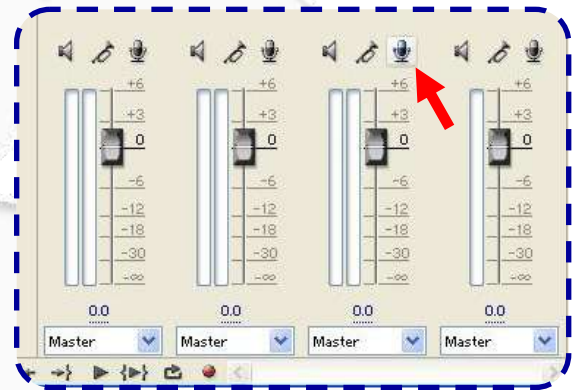 +6 +6 +6 +6
+3 +3 +3 +3
0 0 0 0
-6 -6 -6 -6
-12 -12 -12 -12
-18 -18 -18 -18
-30 -30 -30 -30
-∞ -∞ -∞ -∞
0.0 0.0 0.0 0.0
Master Master Master Master